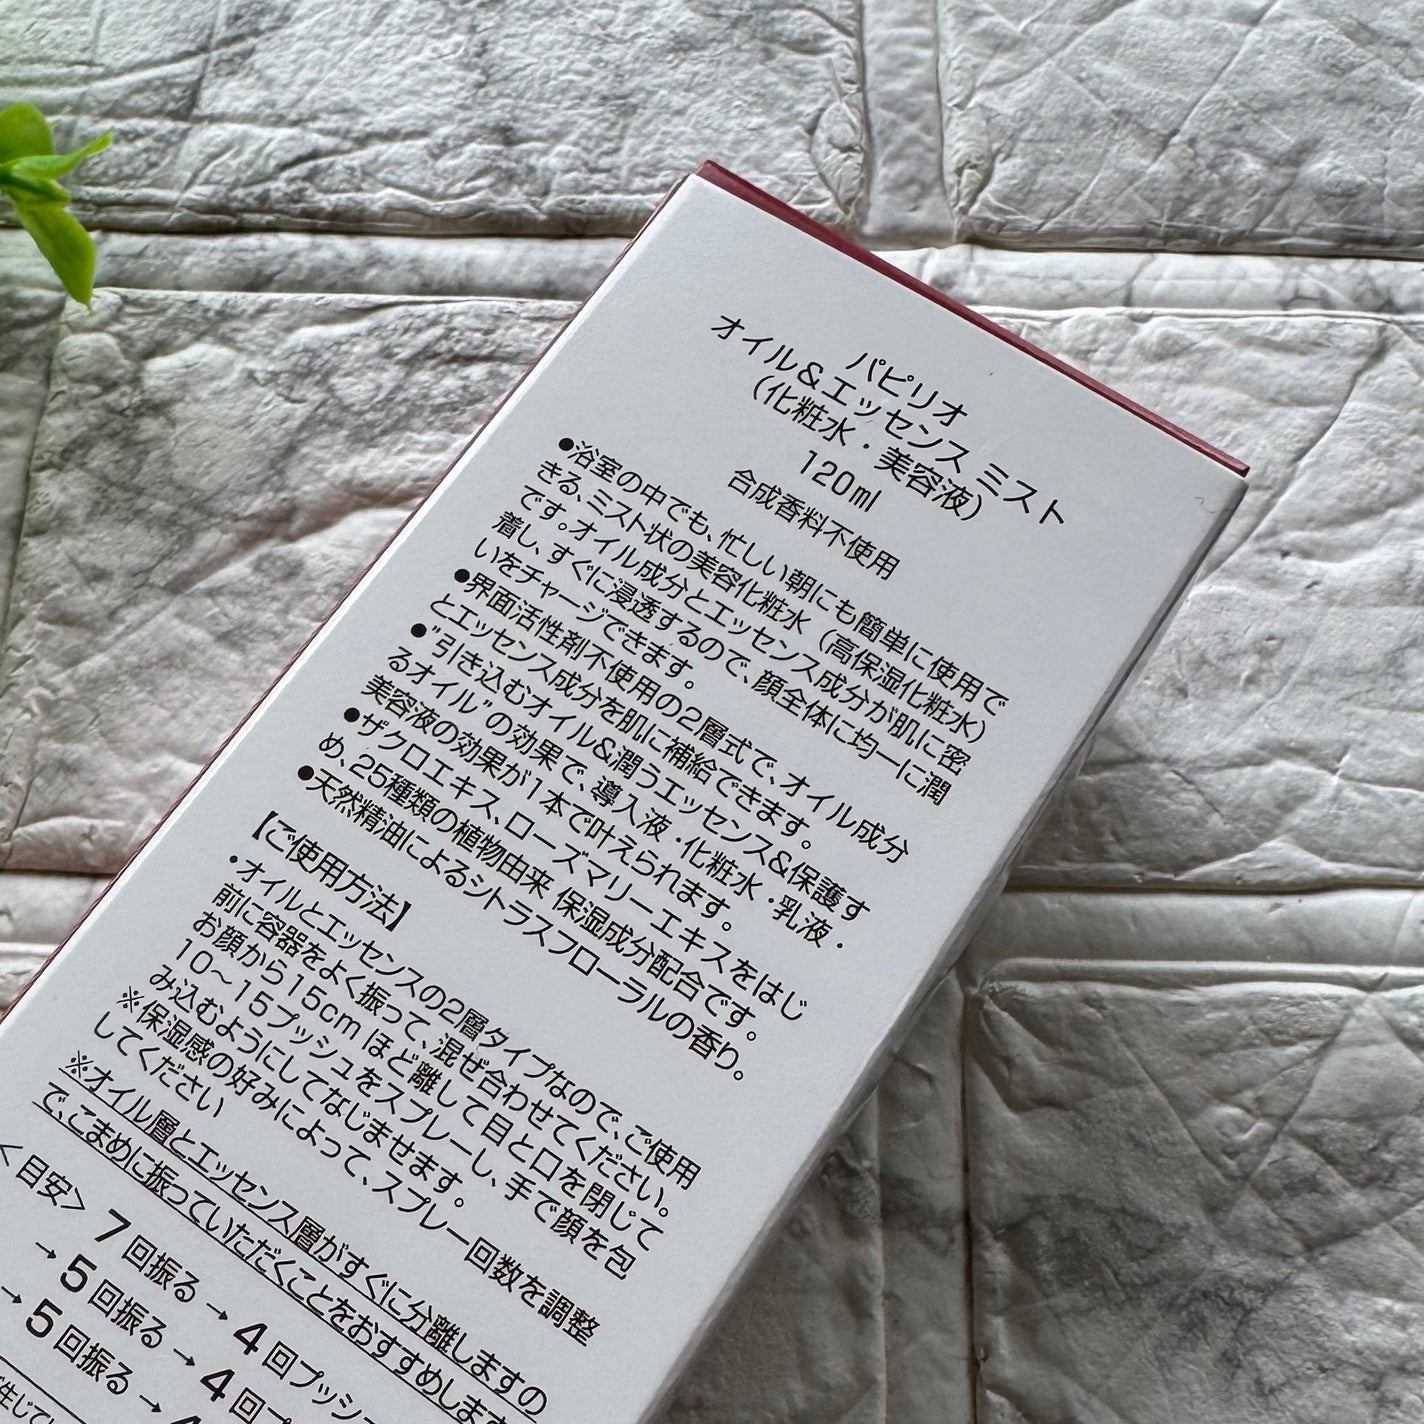 パピリオ
オイル&エッセンス ミスト
(化粧水・美容液)
120ml
合成香料不使用
●浴室の中でも、忙しい朝にも簡単に使用で
きる、ミスト状の美容化粧水(高保湿化粧水)
です。オイル成分とエッセンス成分が肌に密
着し、すぐに浸透するので、顔全体に均一に潤
いをチャージできます。
●界面活性剤不使用の2層式で、オイル成分
とエッセンス成分を肌に補給できます。
●"引き込むオイル&潤うエッセンス&保護す
るオイル"の効果で、導入液・化粧水・乳液・
美容液の効果が1本で叶えられます。
●ザクロエキス、ローズマリーエキスをはじ
め、25種類の植物由来 保湿成分配合です。
●天然精油によるシトラスフローラルの香り。
【ご使用方法】
・オイルとエッセンスの2層タイプなので、ご使用
前に容器をよく振って、混ぜ合わせてください。
お顔から15cmほど離して目と口を閉じて
10〜15プッシュをスプレーし、手で顔を包
み込むようにしてなじませます。
※保湿感の好みによって、スプレー回数を調整
してください
※オイル層とエッセンス層がすぐに分離しますの
で、こまめに振っていただくことをおすすめします
<目安> 7回振る→4回プッシ
→5回振る→4回
→5回振る→
生じて